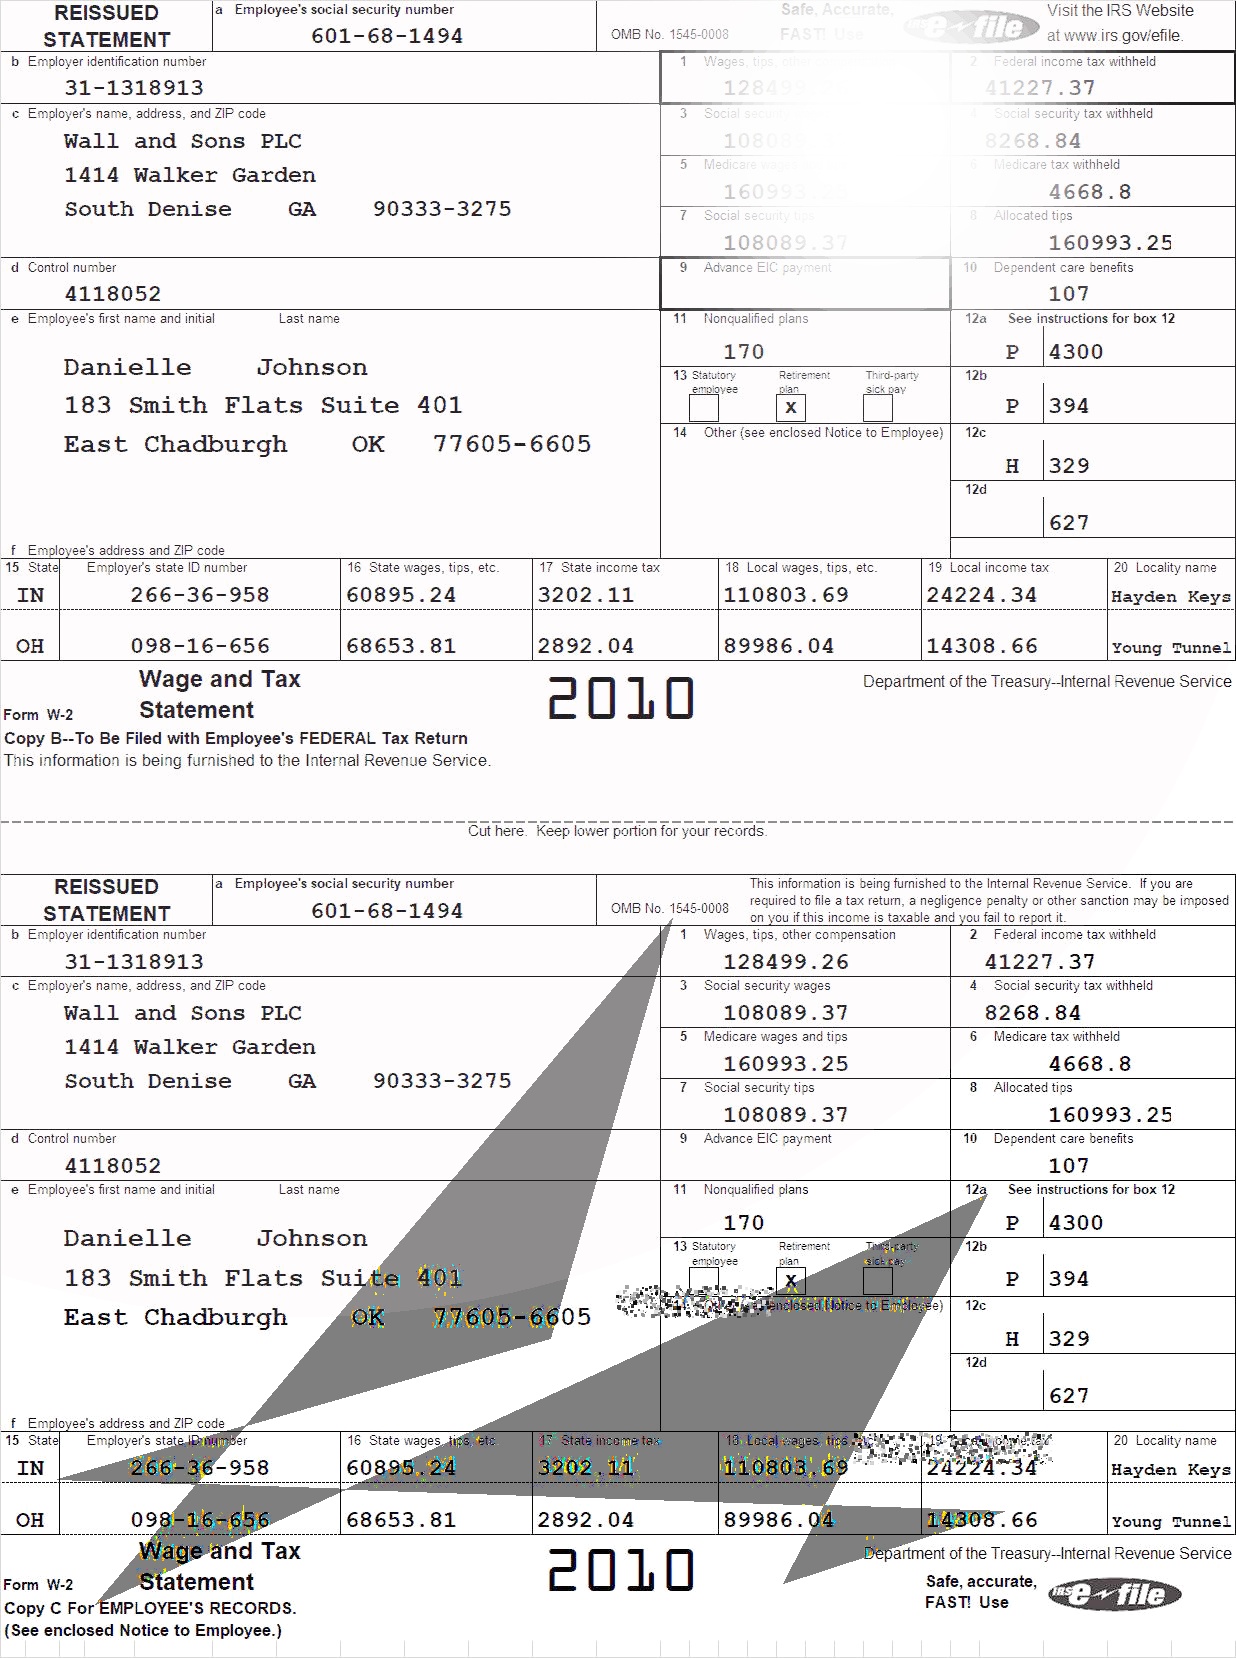 REISSUED STATEMENT
a Employee's social security number
601-68-1494
OMB No. 1545-0008
Safe, Accurate, FAST! Use
e file
Visit the IRS Website at www.irs gov/efile.
b Employer identification number
31-1318913
1 Wages, tips,
2 Federal income tax withheld
41227.37
c Employer's name, address, and ZIP code
Wall and Sons PLC
1414 Walker Garden
South Denise GA 90333-3275
3 Social
4 Social security tax withheld
8268.84
5 Medicare
6 Medicare tax withheld
4668.8
7 Social security tips
108089.37
8 Allocated tips
160993.25
d Control number
4118052
9 Advance EIC payment
10 Dependent care benefits
107
e Employee's first name and initial Last name
Danielle Johnson
183 Smith Flats Suite 401
East Chadburgh OK 77605-6605
11 Nonqualified plans
170
12a See instructions for box 12
P 4300
13 Statutory employee Retirement plan Third-party sick pay
X
12b
P 394
14 Other (see enclosed Notice to Employee)
12c
H 329
12d
627
f Employee's address and ZIP code
15 State Employer's state ID number 16 State wages, tips, etc. 17 State income tax 18 Local wages, tips, etc. 19 Local income tax 20 Locality name
IN 266-36-958 60895.24 3202.11 110803.69 24224.34 Hayden Keys
OH 098-16-656 68653.81 2892.04 89986.04 14308.66 Young Tunnel
Form W-2
Wage and Tax Statement
2010
Department of the Treasury--Internal Revenue Service
Copy B--To Be Filed with Employee's FEDERAL Tax Return
This information is being furnished to the Internal Revenue Service.
Cut here. Keep lower portion for your records.
REISSUED STATEMENT
a Employee's social security number
601-68-1494
OMB No. 1545-0008
This information is being furnished to the Internal Revenue Service. If you are
required to file a tax return, a negligence penalty or other sanction may be imposed
on you if this income is taxable and you fail to report it.
b Employer identification number
31-1318913
1 Wages, tips, other compensation
128499.26
2 Federal income tax withheld
41227.37
c Employer's name, address, and ZIP code
Wall and Sons PLC
1414 Walker Garden
South Denise GA 90333-3275
3 Social security wages
108089.37
4 Social security tax withheld
8268.84
5 Medicare wages and tips
160993.25
6 Medicare tax withheld
4668.8
7 Social security tips
108089.37
8 Allocated tips
160993.25
d Control number
4118052
9 Advance EIC payment
10 Dependent care benefits
107
e Employee's first name and initial Last name
Danielle Johnson
183 Smith Flats Suite 401
East Chadburgh OK 77605-6605
11 Nonqualified plans
170
12a See instructions for box 12
P 4300
13 Statutory employee Retirement plan Third-party sick pay
X
12b
P 394
enclosed Notice to Employee)
12c
H 329
12d
627
f Employee's address and ZIP code
15 State Employer's state ID number 16 State wages, tips, etc. 17 State income tax 18 Local wages, tips, 19 20 Locality name
IN 266-36-958 60895.24 3202.11 110803.69 24224.34 Hayden Keys
OH 098-16-656 68653.81 2892.04 89986.04 14308.66 Young Tunnel
Form W-2
Wage and Tax Statement
2010
Department of the Treasury--Internal Revenue Service
Safe, accurate, FAST! Use
IRS e file
Copy C For EMPLOYEE'S RECORDS.
(See enclosed Notice to Employee.)